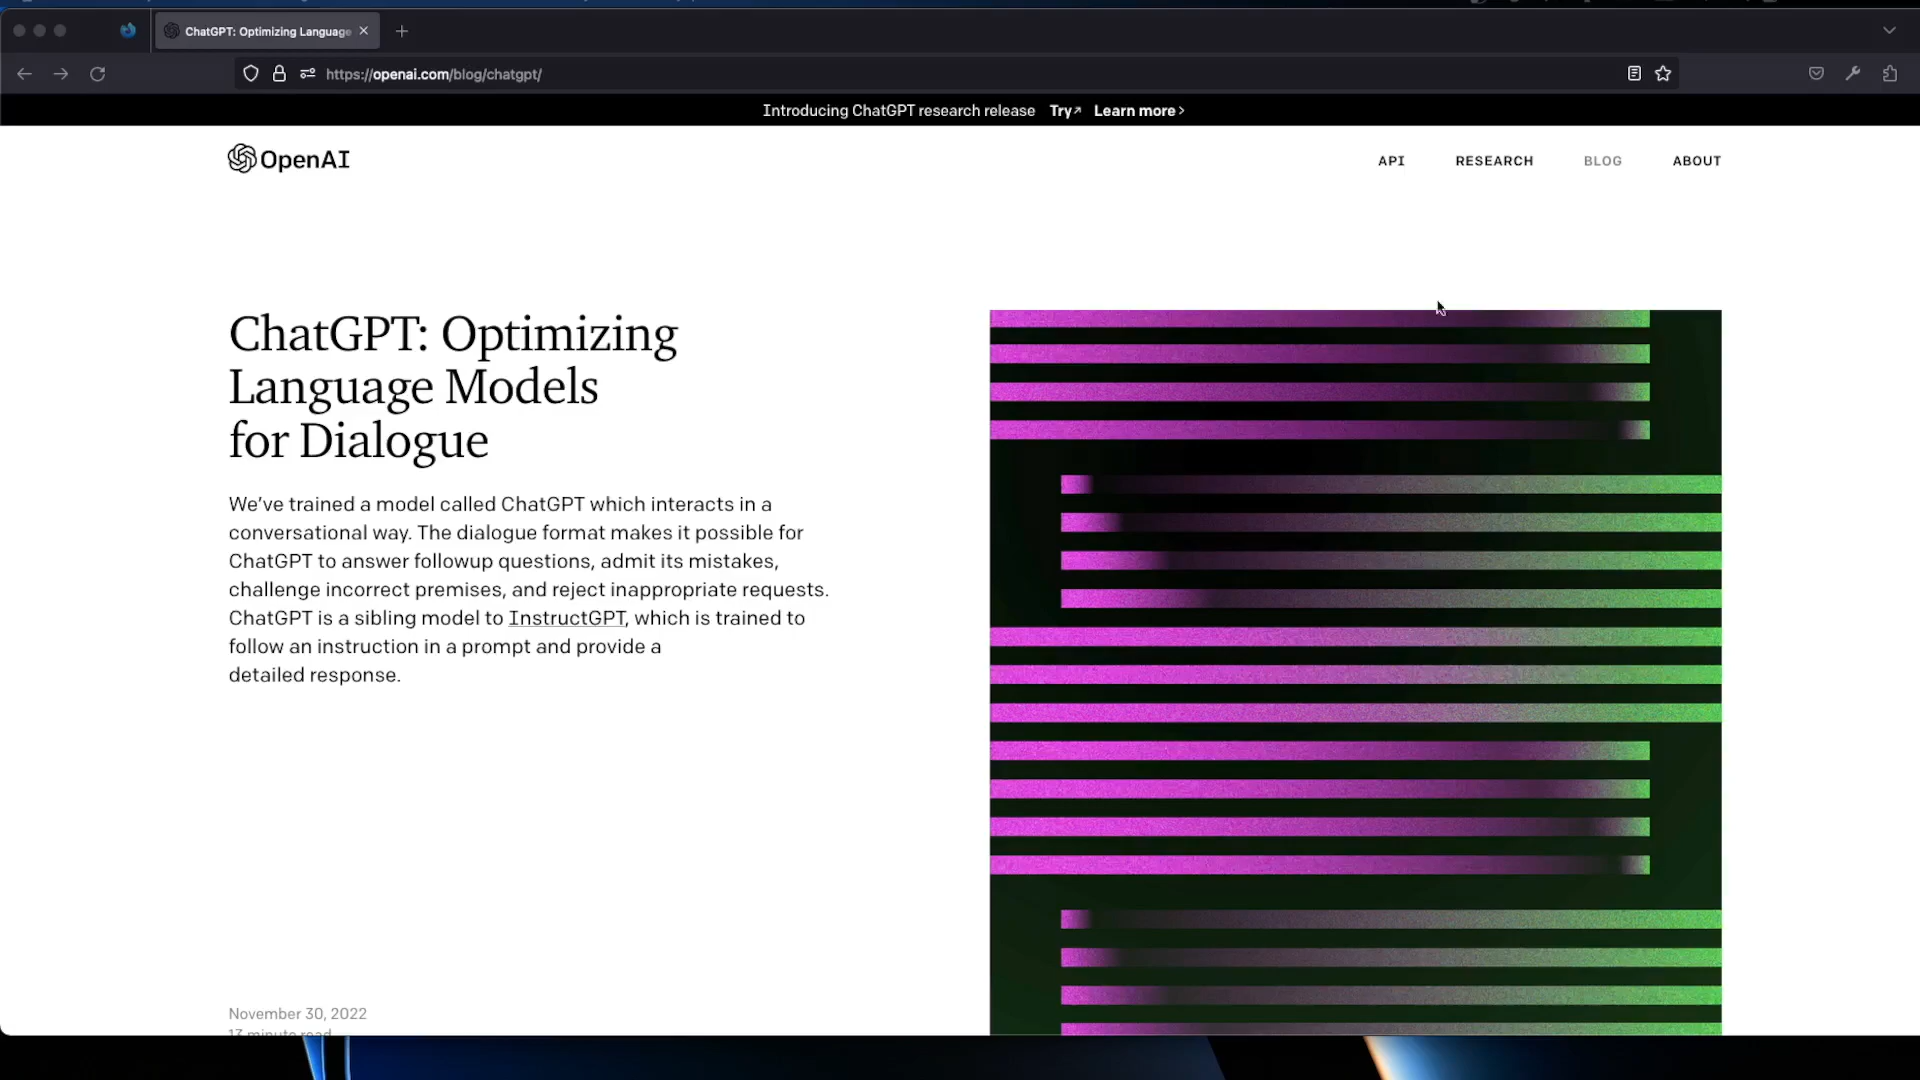 ChatGPT: Optimizing Language
https://openai.com/blog/chatgpt/
Introducing ChatGPT research release Try↗ Learn more >
OpenAI
API RESEARCH BLOG ABOUT
ChatGPT: Optimizing
Language Models
for Dialogue
We’ve trained a model called ChatGPT which interacts in a
conversational way. The dialogue format makes it possible for
ChatGPT to answer followup questions, admit its mistakes,
challenge incorrect premises, and reject inappropriate requests.
ChatGPT is a sibling model to InstructGPT, which is trained to
follow an instruction in a prompt and provide a
detailed response.
November 30, 2022
13 minute read